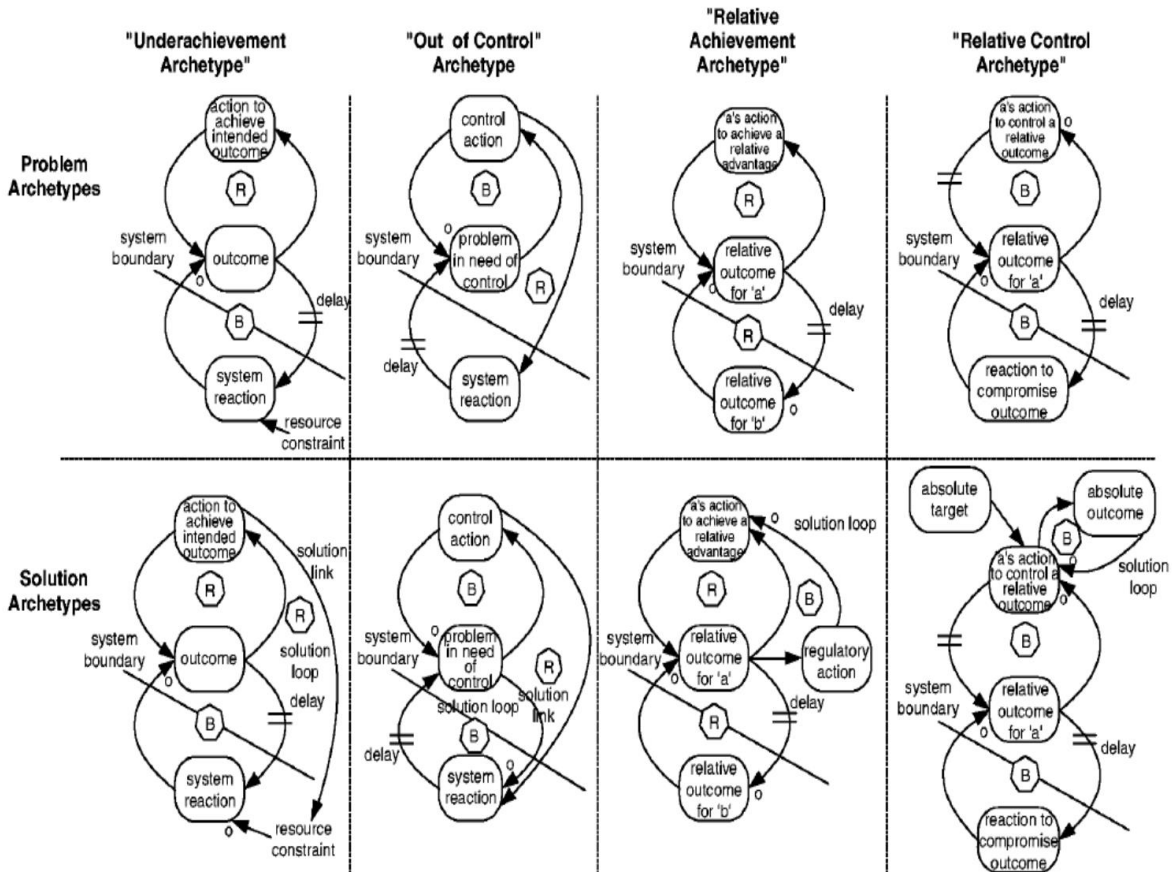 "Underachievement
Archetype"
"Out of Control"
Archetype
"Relative
Achievement
Archetype"
"Relative Control
Archetype"
Problem
Archetypes
action to
achieve
intended
outcome
R
system
boundary
outcome
o
B
delay
system
reaction
resource
constraint
control
action
B
o
system
boundary
problem
in need of
control
R
delay
system
reaction
'a's action
to achieve a
relative
advantage
R
system
boundary
relative
outcome
for 'a'
o
delay
R
relative
outcome
for 'b'
o
'a's action
to control a
relative
outcome
o
B
system
boundary
relative
outcome
for 'a'
o
delay
B
reaction to
compromise
outcome
Solution
Archetypes
action to
achieve
intended
outcome
solution
link
R
R
system
boundary
outcome
o
solution
loop
delay
B
system
reaction
o
resource
constraint
control
action
B
o
system
boundary
problem
in need
of
control
R
solution
link
solution loop
B
delay
o
system
reaction
'a's action
to achieve a
relative
advantage
o
solution loop
R
B
system
boundary
relative
outcome
for 'a'
o
regulatory
action
delay
R
relative
outcome
for 'b'
o
absolute
target
absolute
outcome
o
B
o
solution
loop
'a's action
to control a
relative
outcome
o
B
system
boundary
relative
outcome
for 'a'
o
delay
B
reaction to
compromise
outcome